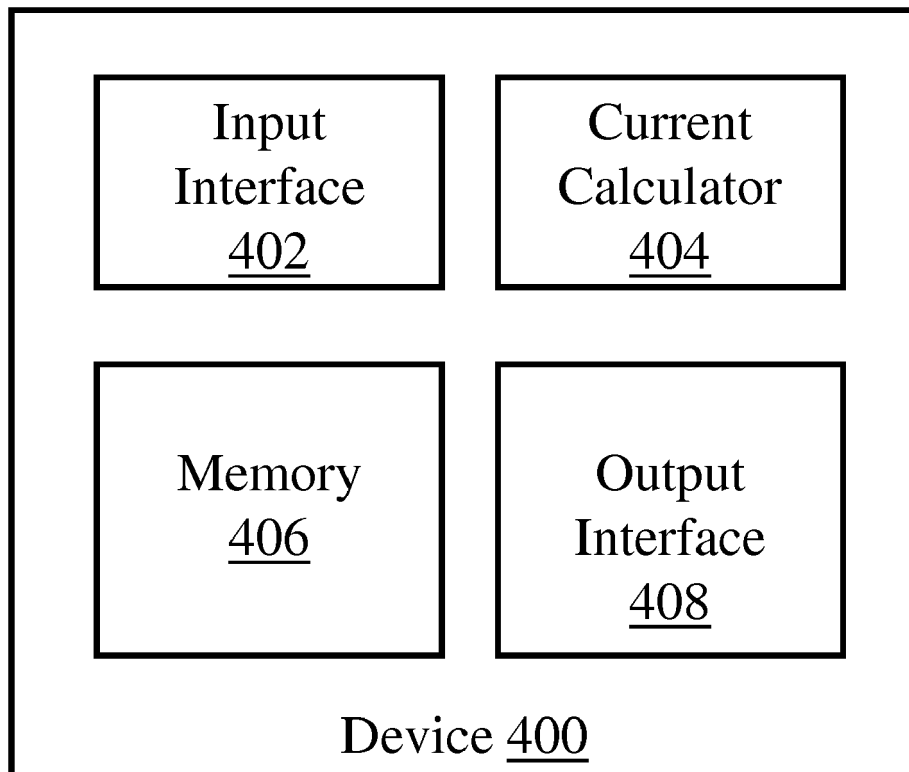 Input
Interface
402
Current
Calculator
404
Memory
406
Output
Interface
408
Device 400